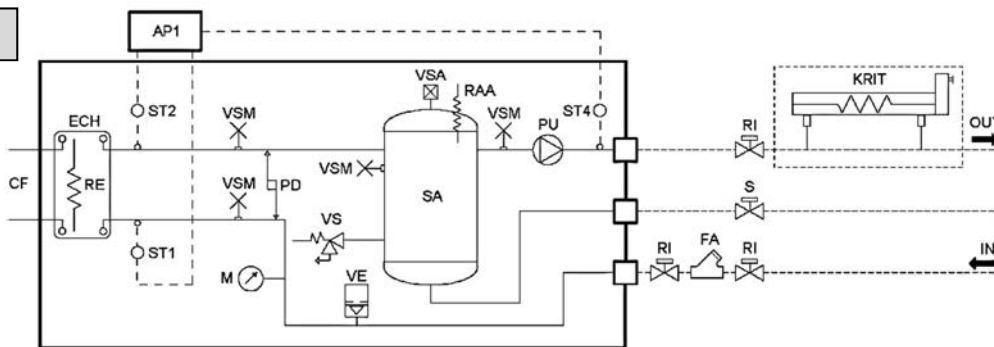 AP1
KRIT
VSA
RAA
ST2
VSM
VSM
ST4
ECH
PU
RI
OUT
VSM
CF
RE
VSM
PD
SA
S
VS
ST1
RI
FA
RI
IN
M
VE